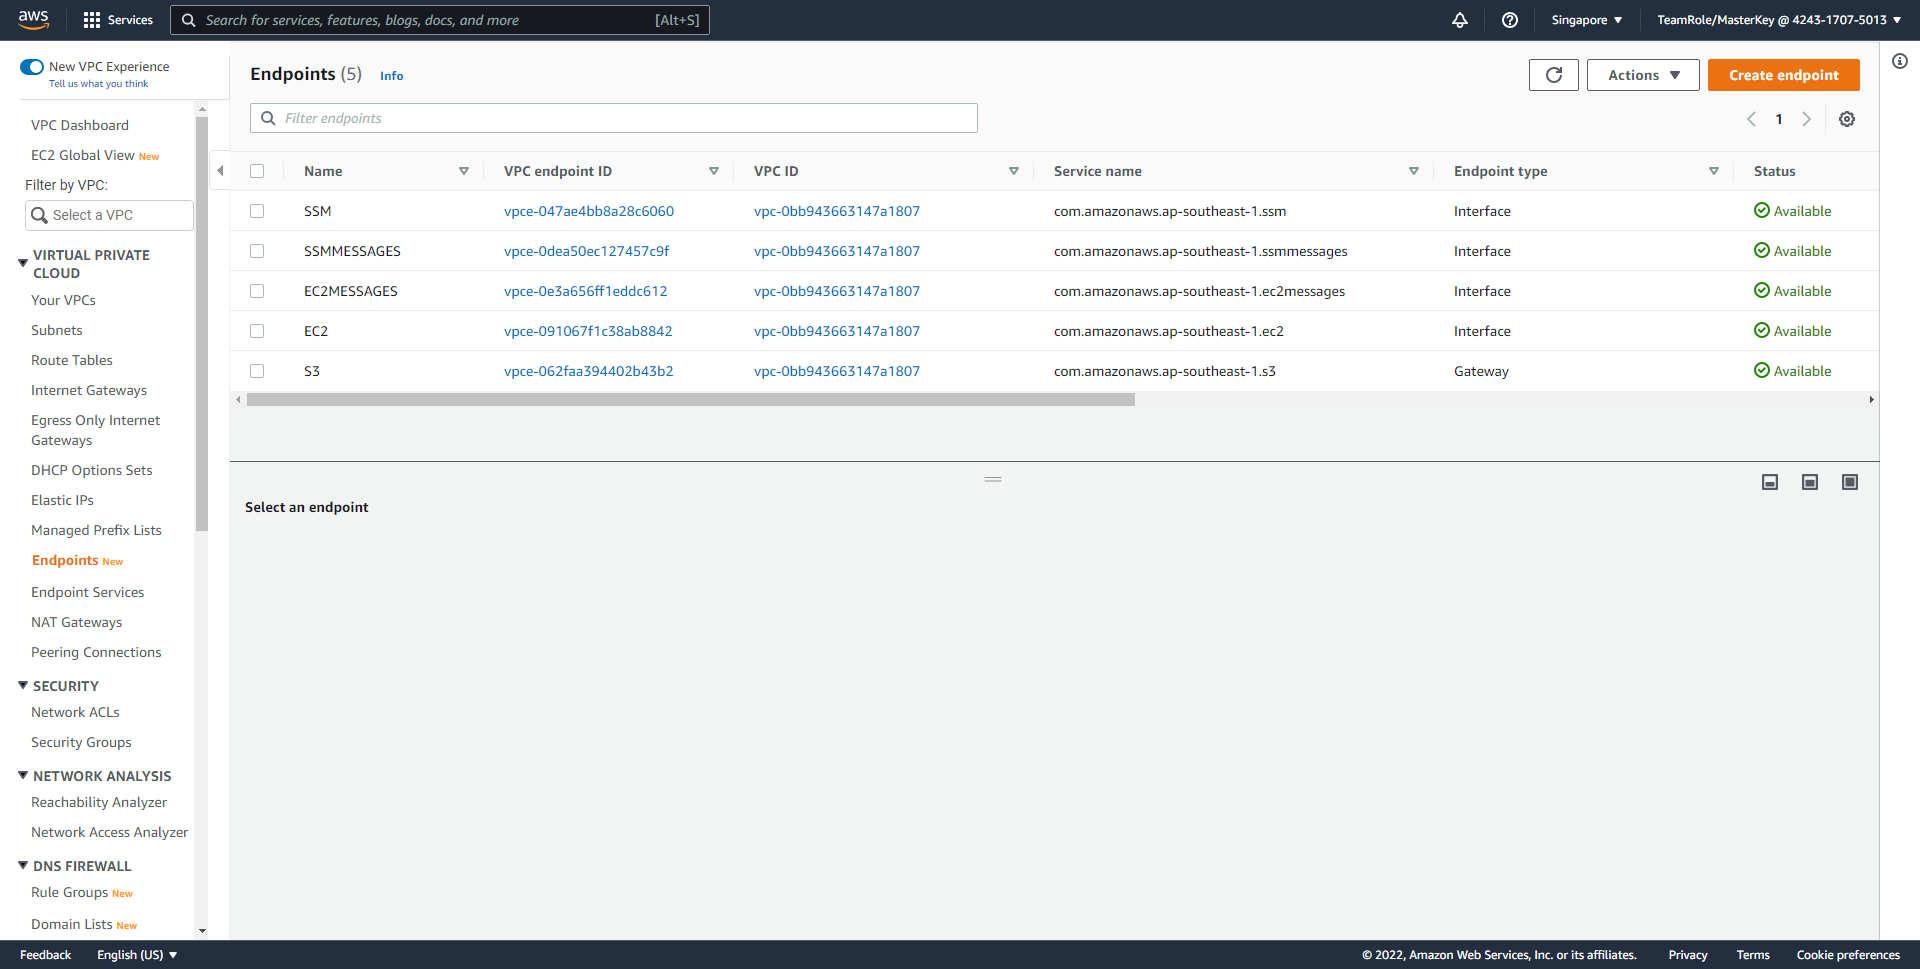 aws
Services
Search for services, features, blogs, docs, and more
[Alt+S]
Singapore
TeamRole/MasterKey @ 4243-1707-5013
New VPC Experience
Tell us what you think
VPC Dashboard
EC2 Global View New
Filter by VPC:
Select a VPC
VIRTUAL PRIVATE
CLOUD
Your VPCs
Subnets
Route Tables
Internet Gateways
Egress Only Internet
Gateways
DHCP Options Sets
Elastic IPs
Managed Prefix Lists
Endpoints New
Endpoint Services
NAT Gateways
Peering Connections
SECURITY
Network ACLs
Security Groups
NETWORK ANALYSIS
Reachability Analyzer
Network Access Analyzer
DNS FIREWALL
Rule Groups New
Domain Lists New
Endpoints (5) Info
Actions
Create endpoint
Filter endpoints
1
Name VPC endpoint ID VPC ID Service name Endpoint type Status
SSM vpce-047ae4bb8a28c6060 vpc-0bb943663147a1807 com.amazonaws.ap-southeast-1.ssm Interface Available
SSMMESSAGES vpce-0dea50ec127457c9f vpc-0bb943663147a1807 com.amazonaws.ap-southeast-1.ssmmessages Interface Available
EC2MESSAGES vpce-0e3a656ff1eddc612 vpc-0bb943663147a1807 com.amazonaws.ap-southeast-1.ec2messages Interface Available
EC2 vpce-091067f1c38ab8842 vpc-0bb943663147a1807 com.amazonaws.ap-southeast-1.ec2 Interface Available
S3 vpce-062faa394402b43b2 vpc-0bb943663147a1807 com.amazonaws.ap-southeast-1.s3 Gateway Available
Select an endpoint
Feedback
English (US)
© 2022, Amazon Web Services, Inc. or its affiliates.
Privacy
Terms
Cookie preferences